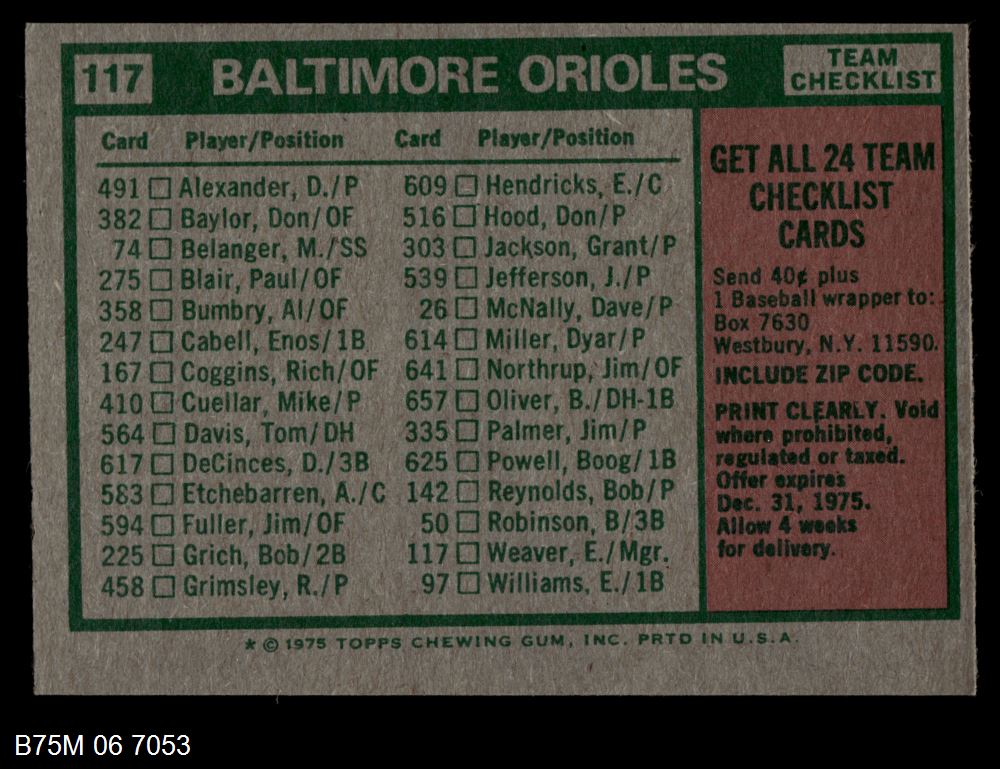 117 BALTIMORE ORIOLES TEAM CHECKLIST
Card Player/Position Card Player/Position
491 □ Alexander, D./P 609 □ Hendricks, E./C
382 □ Baylor, Don/OF 516 □ Hood, Don/P
74 □ Belanger, M./SS 303 □ Jackson, Grant/P
275 □ Blair, Paul/OF 539 □ Jefferson, J./P
358 □ Bumbry, Al/OF 26 □ McNally, Dave/P
247 □ Cabell, Enos/1B 614 □ Miller, Dyar/P
167 □ Coggins, Rich/OF 641 □ Northrup, Jim/OF
410 □ Cuellar, Mike/P 657 □ Oliver, B./DH-1B
564 □ Davis, Tom/DH 335 □ Palmer, Jim/P
617 □ DeCinces, D./3B 625 □ Powell, Boog/1B
583 □ Etchebarren, A./C 142 □ Reynolds, Bob/P
594 □ Fuller, Jim/OF 50 □ Robinson, B/3B
225 □ Grich, Bob/2B 117 □ Weaver, E./Mgr.
458 □ Grimsley, R./P 97 □ Williams, E./1B
GET ALL 24 TEAM
CHECKLIST
CARDS
Send 40¢ plus
1 Baseball wrapper to:
Box 7630
Westbury, N.Y. 11590.
INCLUDE ZIP CODE.
PRINT CLEARLY. Void
where prohibited,
regulated or taxed.
Offer expires
Dec. 31, 1975.
Allow 4 weeks
for delivery.
* © 1975 TOPPS CHEWING GUM, INC. PRTD IN U.S.A.
B75M 06 7053